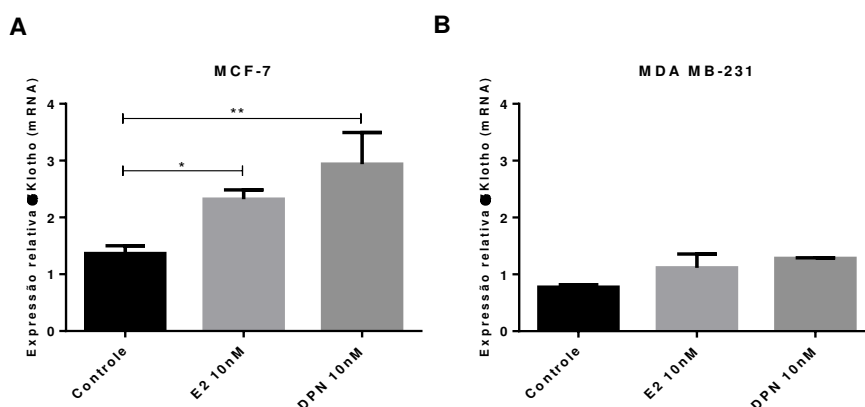 A
MCF-7
Expressão relativa Klotho (mRNA)
4
3
2
1
0
**
*
Controle
E2 10nM
DPN 10nM
B
MDA MB-231
Expressão relativa Klotho (mRNA)
4
3
2
1
0
Controle
E2 10nM
DPN 10nM